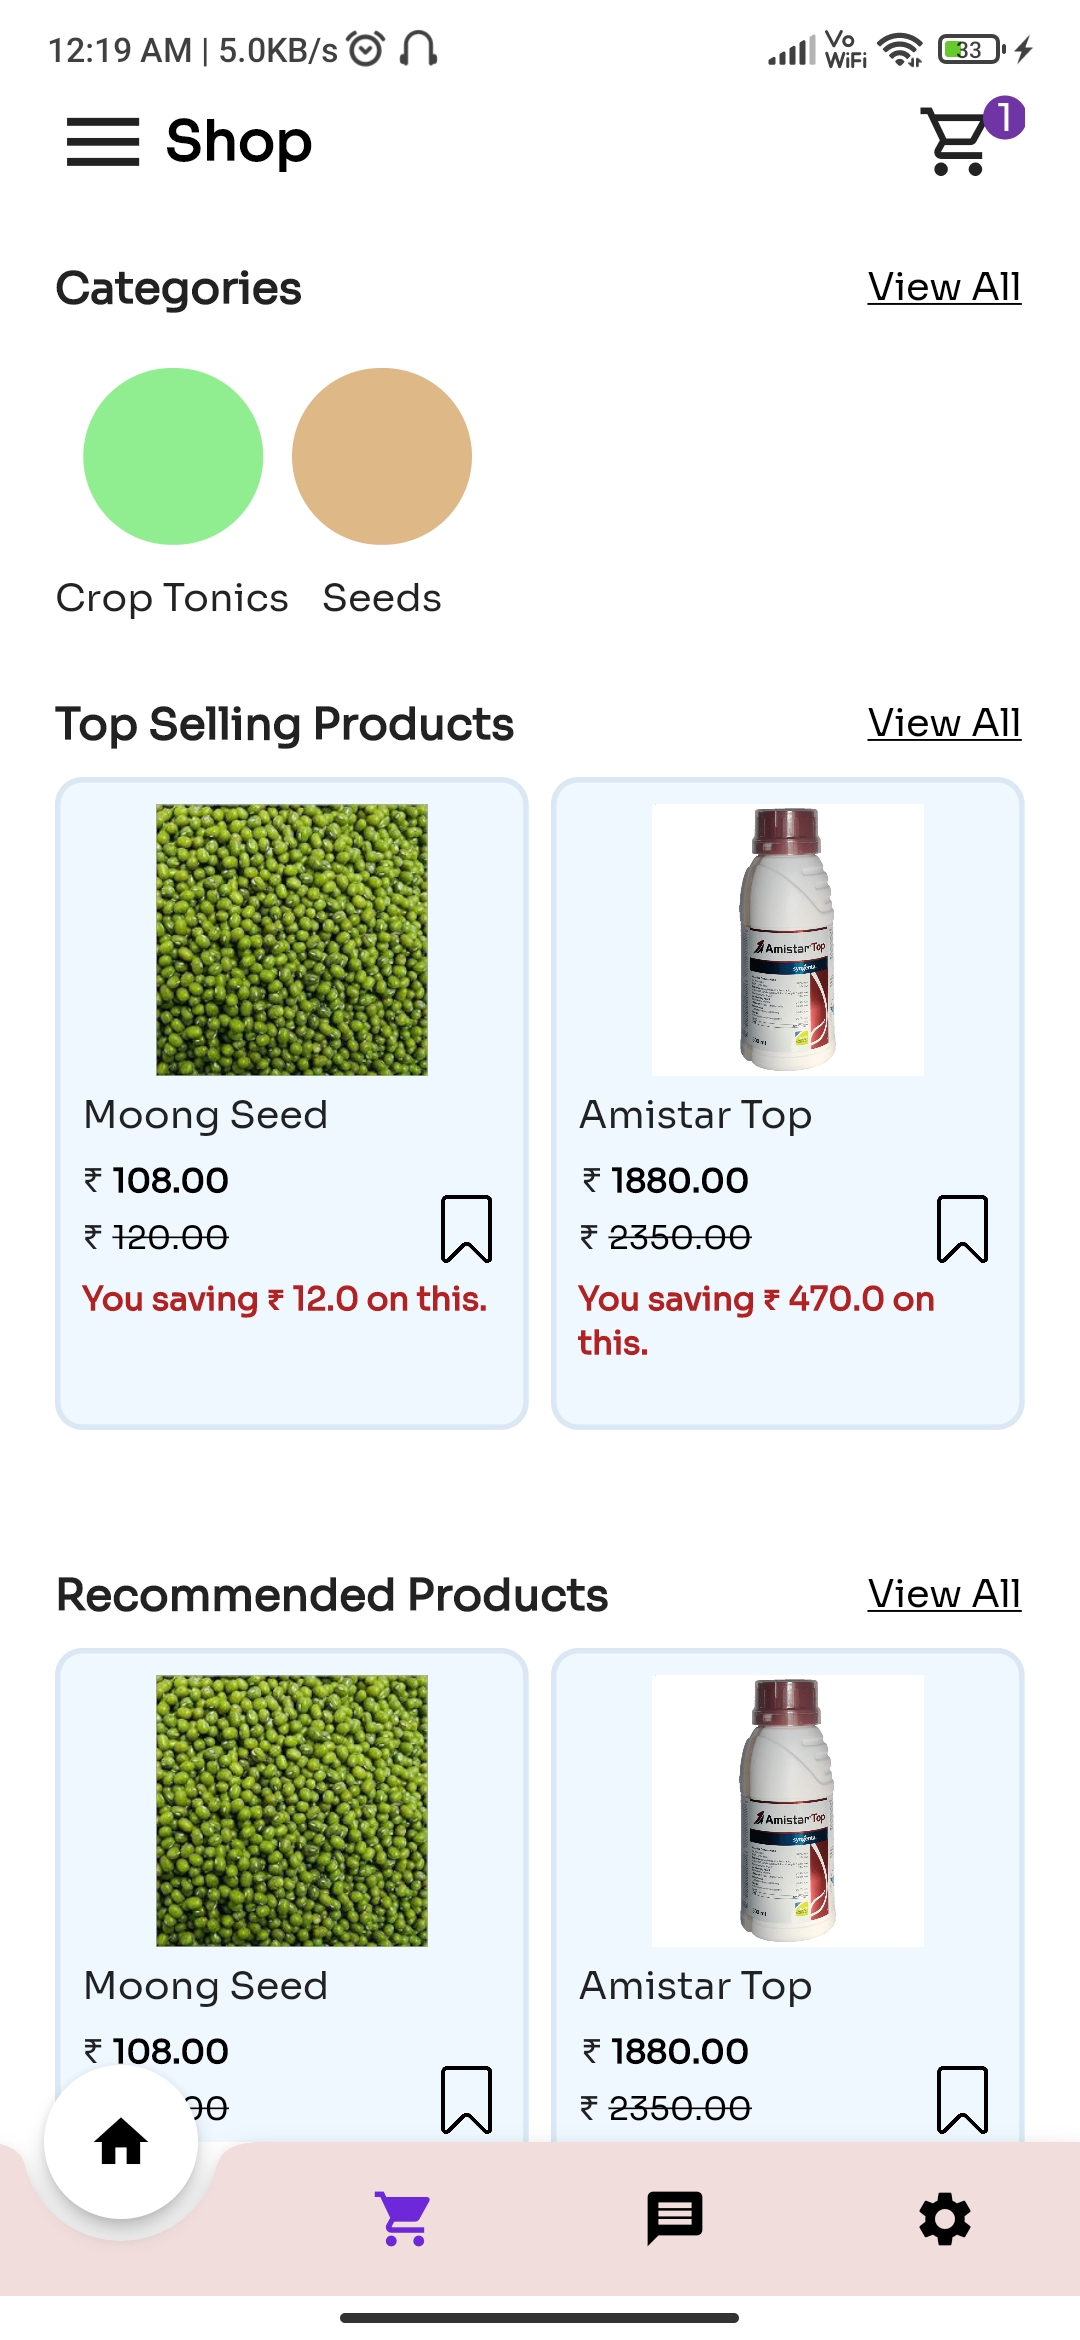 12:19 AM | 5.0KB/s
Vo
WiFi
33
Shop
1
Categories
View All
Crop Tonics
Seeds
Top Selling Products
View All
Amistar Top
syngenta
Moong Seed
Amistar Top
₹ 108.00
₹ 1880.00
₹ 120.00
₹ 2350.00
You saving ₹ 12.0 on this.
You saving ₹ 470.0 on
this.
Recommended Products
View All
Amistar Top
syngenta
Moong Seed
Amistar Top
₹ 108.00
₹ 1880.00
₹ 2350.00